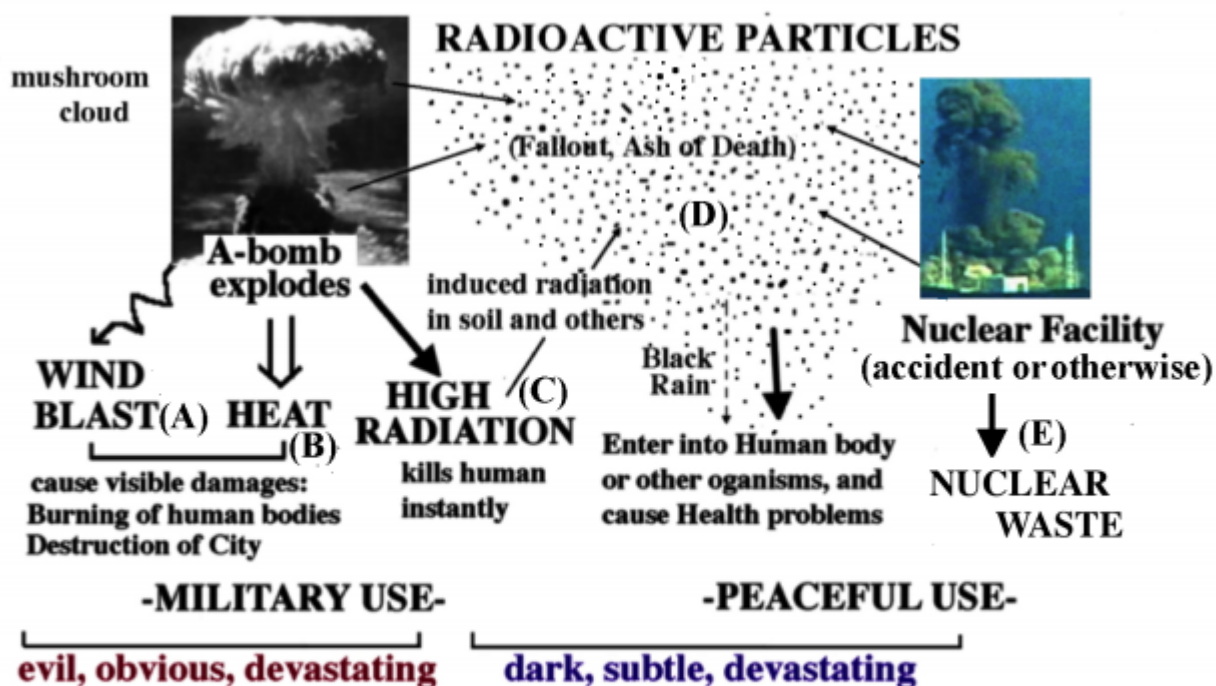 RADIOACTIVE PARTICLES
mushroom
cloud
(Fallout, Ash of Death)
(D)
A-bomb
explodes
induced radiation
in soil and others
Nuclear Facility
(accident or otherwise)
WIND
BLAST(A)
HEAT
(B)
HIGH (C)
RADIATION
Black
Rain
(E)
NUCLEAR
WASTE
cause visible damages:
Burning of human bodies
Destruction of City
kills human
instantly
Enter into Human body
or other oganisms, and
cause Health problems
-MILITARY USE-
-PEACEFUL USE-
evil, obvious, devastating
dark, subtle, devastating